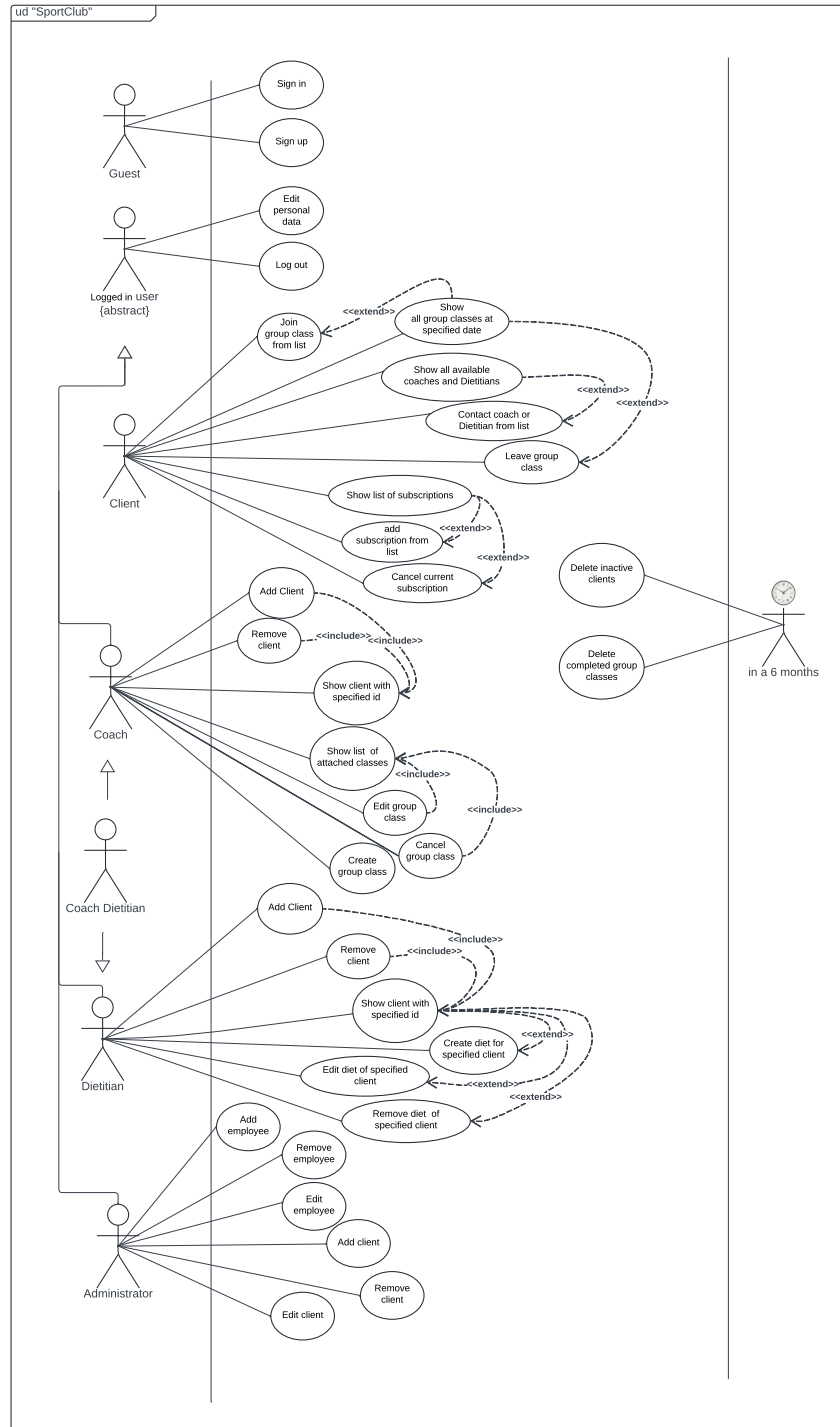 ud "SportClub"
Sign in
Sign up
Guest
Edit
personal
data
Log out
Logged in user
{abstract}
Show
all group classes at
specified date
<<extend>>
Join
group class
from list
Show all available
coaches and Dietitians
<<extend>>
<<extend>>
Contact coach or
Dietitian from list
Leave group
class
Client
Show list of subscriptions
add
subscription from
list
<<extend>>
<<extend>>
Cancel current
subscription
Delete inactive
clients
Delete
completed group
classes
in a 6 months
Add Client
Remove
client
<<include>>
<<include>>
Show client with
specified id
Coach
Show list  of
attached classes
<<include>>
Edit group
class
<<include>>
Cancel
group class
Create
group class
Coach Dietitian
Add Client
<<include>>
Remove
client
<<include>>
Show client with
specified id
Create diet for
specified client
<<extend>>
Edit diet of specified
client
<<extend>>
<<extend>>
Remove diet  of
specified client
Dietitian
Add
employee
Remove
employee
Edit
employee
Add client
Remove
client
Edit client
Administrator